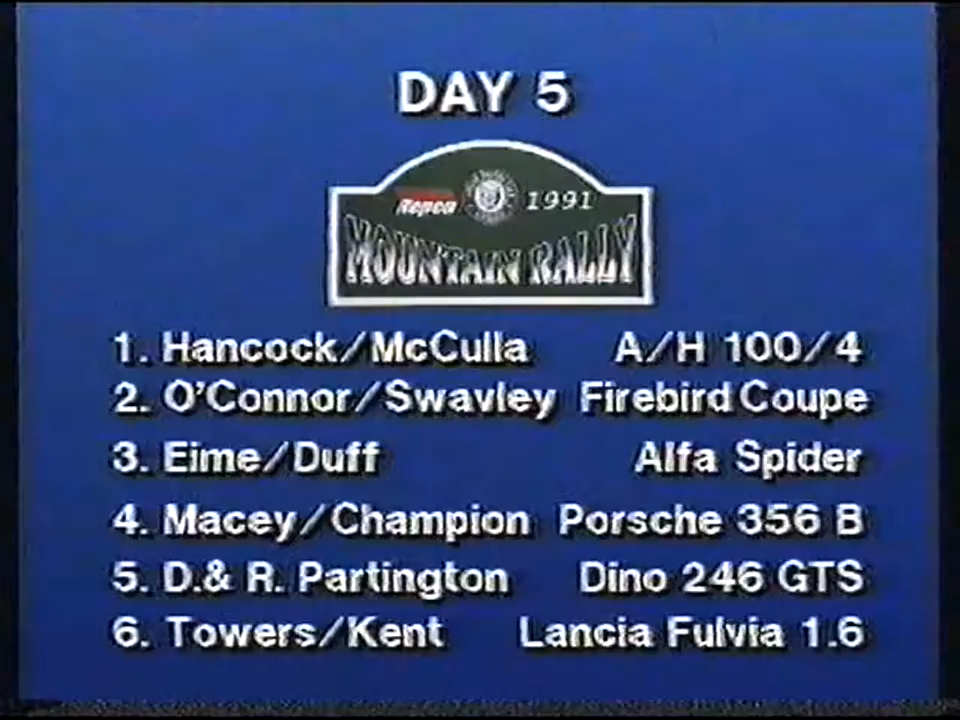 DAY 5
Repco 1991
MOUNTAIN RALLY
1. Hancock/McCulla A/H 100/4
2. O'Connor/Swavley Firebird Coupe
3. Eime/Duff Alfa Spider
4. Macey/Champion Porsche 356 B
5. D.& R. Partington Dino 246 GTS
6. Towers/Kent Lancia Fulvia 1.6